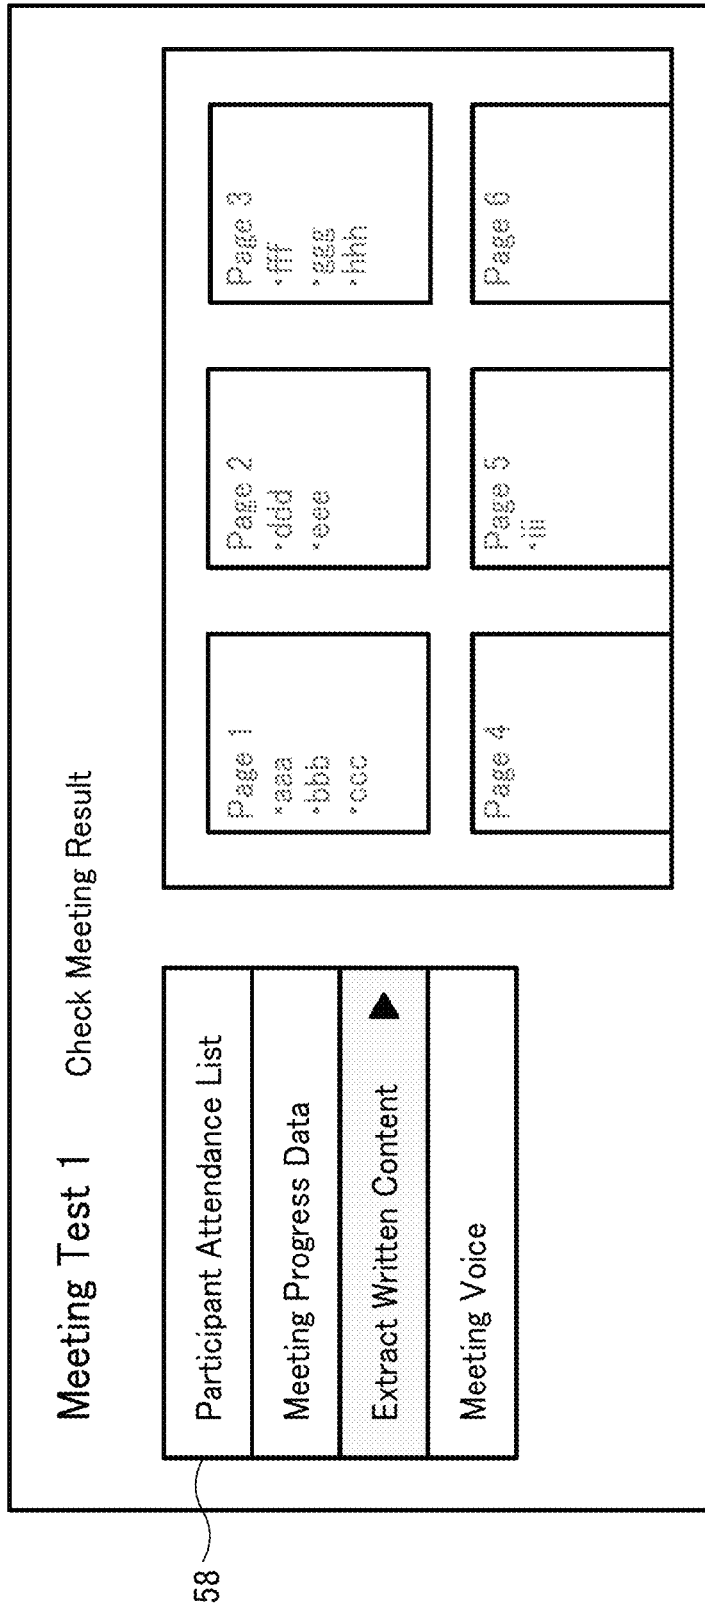 Meeting Test 1 Check Meeting Result
58
Participant Attendance List
Meeting Progress Data
Extract Written Content ▶
Meeting Voice
Page 1
・aaa
・bbb
・ccc
Page 2
・ddd
・eee
Page 3
・fff
・ggg
・hhh
Page 4
Page 5
・iii
Page 6